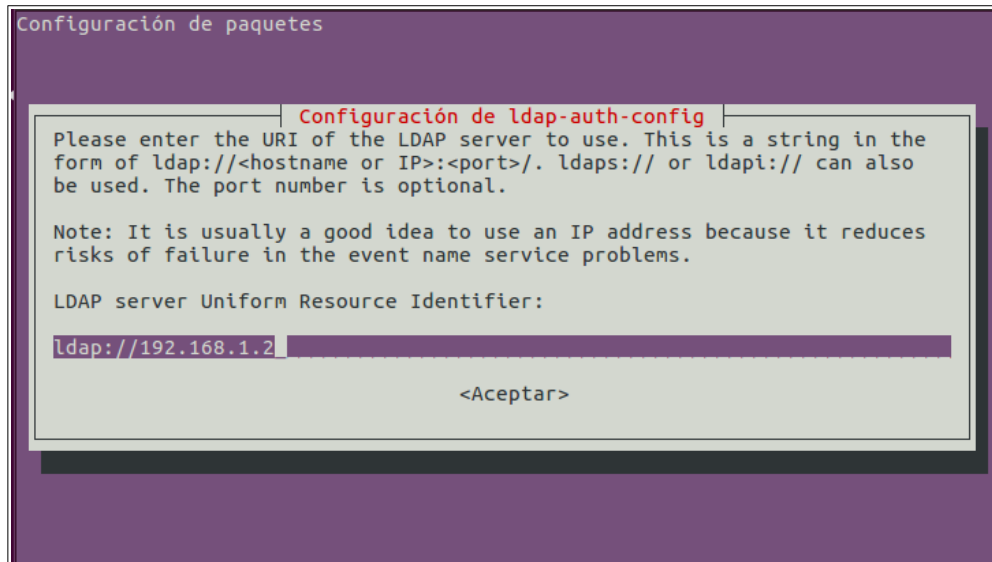 Configuración de paquetes
Configuración de ldap-auth-config
Please enter the URI of the LDAP server to use. This is a string in the
form of ldap://<hostname or IP>:<port>/. ldaps:// or ldapi:// can also
be used. The port number is optional.
Note: It is usually a good idea to use an IP address because it reduces
risks of failure in the event name service problems.
LDAP server Uniform Resource Identifier:
ldap://192.168.1.2
<Aceptar>